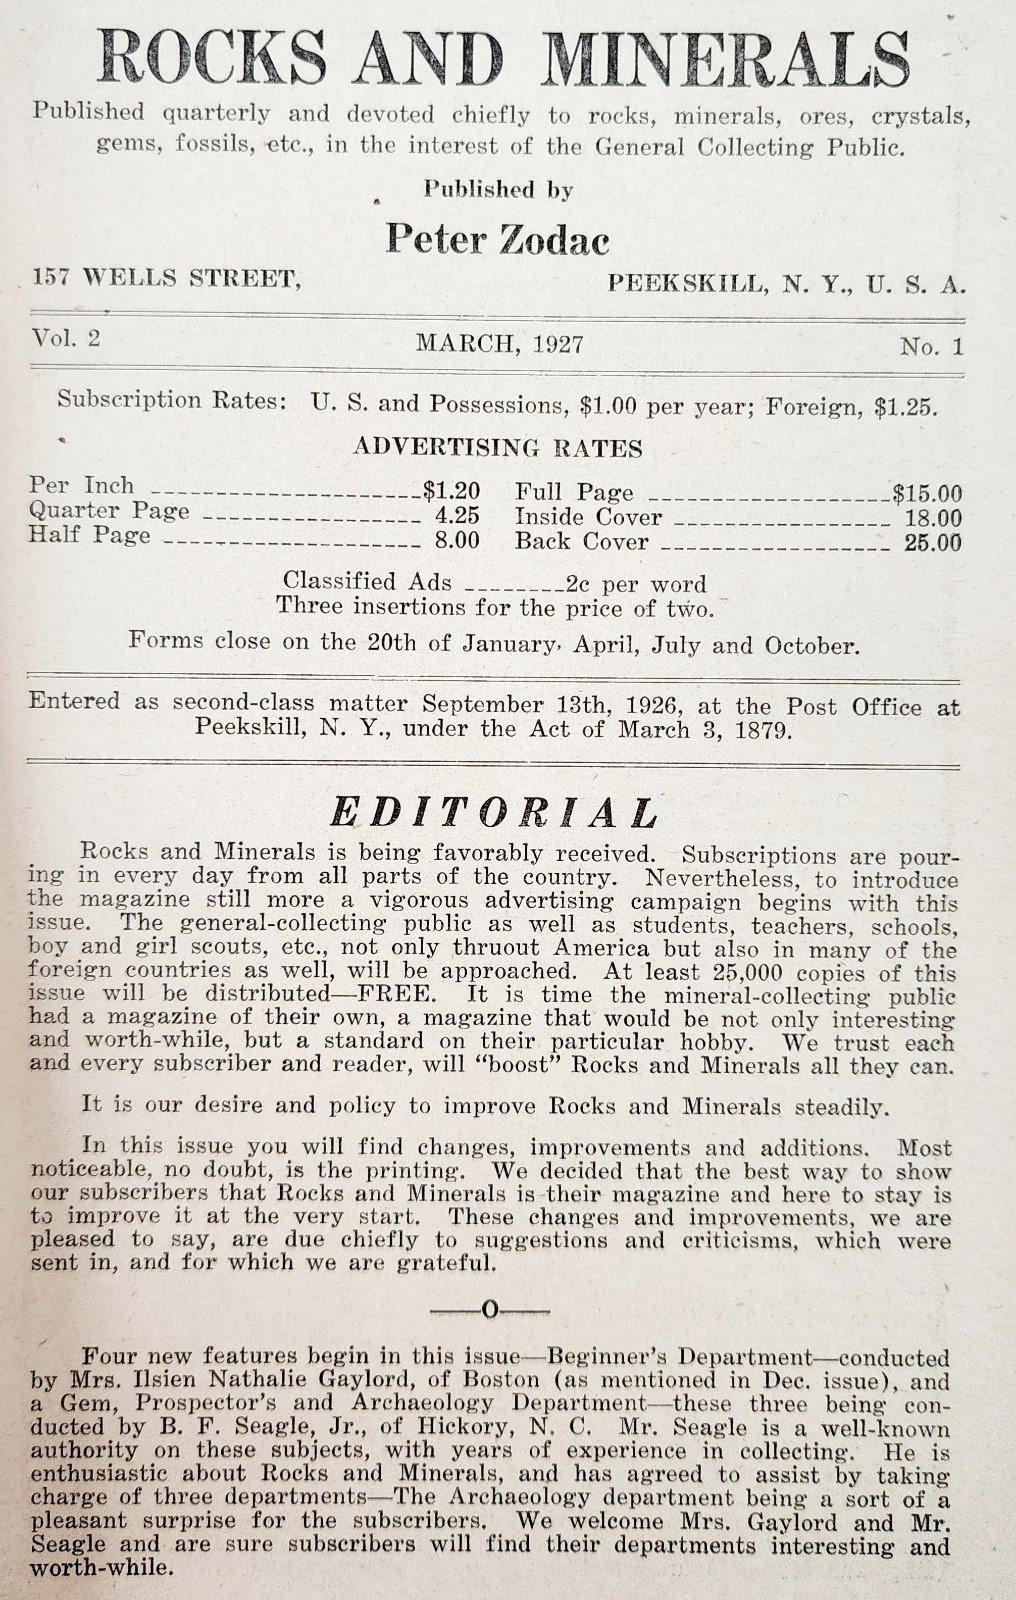 ROCKS AND MINERALS
Published quarterly and devoted chiefly to rocks, minerals, ores, crystals,
gems, fossils, etc., in the interest of the General Collecting Public.
Published by
Peter Zodac
157 WELLS STREET, PEEKSKILL, N. Y., U. S. A.
Vol. 2 MARCH, 1927 No. 1
Subscription Rates: U. S. and Possessions, $1.00 per year; Foreign, $1.25.
ADVERTISING RATES
Per Inch ____________________$1.20 Full Page __________________$15.00
Quarter Page ________________ 4.25 Inside Cover ________________ 18.00
Half Page ___________________ 8.00 Back Cover _________________ 25.00
Classified Ads ________2c per word
Three insertions for the price of two.
Forms close on the 20th of January, April, July and October.
Entered as second-class matter September 13th, 1926, at the Post Office at
Peekskill, N. Y., under the Act of March 3, 1879.
EDITORIAL
Rocks and Minerals is being favorably received. Subscriptions are pour-
ing in every day from all parts of the country. Nevertheless, to introduce
the magazine still more a vigorous advertising campaign begins with this
issue. The general-collecting public as well as students, teachers, schools,
boy and girl scouts, etc., not only thruout America but also in many of the
foreign countries as well, will be approached. At least 25,000 copies of this
issue will be distributed—FREE. It is time the mineral-collecting public
had a magazine of their own, a magazine that would be not only interesting
and worth-while, but a standard on their particular hobby. We trust each
and every subscriber and reader, will "boost" Rocks and Minerals all they can.
It is our desire and policy to improve Rocks and Minerals steadily.
In this issue you will find changes, improvements and additions. Most
noticeable, no doubt, is the printing. We decided that the best way to show
our subscribers that Rocks and Minerals is their magazine and here to stay is
to improve it at the very start. These changes and improvements, we are
pleased to say, are due chiefly to suggestions and criticisms, which were
sent in, and for which we are grateful.
——O——
Four new features begin in this issue—Beginner's Department—conducted
by Mrs. Ilsien Nathalie Gaylord, of Boston (as mentioned in Dec. issue), and
a Gem, Prospector's and Archaeology Department—these three being con-
ducted by B. F. Seagle, Jr., of Hickory, N. C. Mr. Seagle is a well-known
authority on these subjects, with years of experience in collecting. He is
enthusiastic about Rocks and Minerals, and has agreed to assist by taking
charge of three departments—The Archaeology department being a sort of a
pleasant surprise for the subscribers. We welcome Mrs. Gaylord and Mr.
Seagle and are sure subscribers will find their departments interesting and
worth-while.